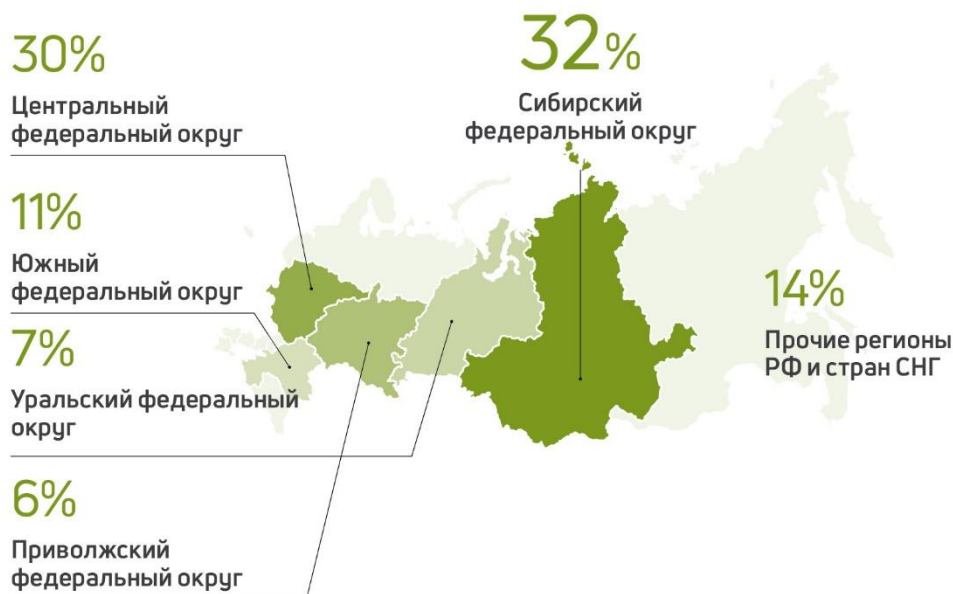 30%
Центральный
федеральный округ
11%
Южный
федеральный округ
7%
Уральский федеральный
округ
6%
Приволжский
федеральный округ
32%
Сибирский
федеральный округ
14%
Прочие регионы
РФ и стран СНГ